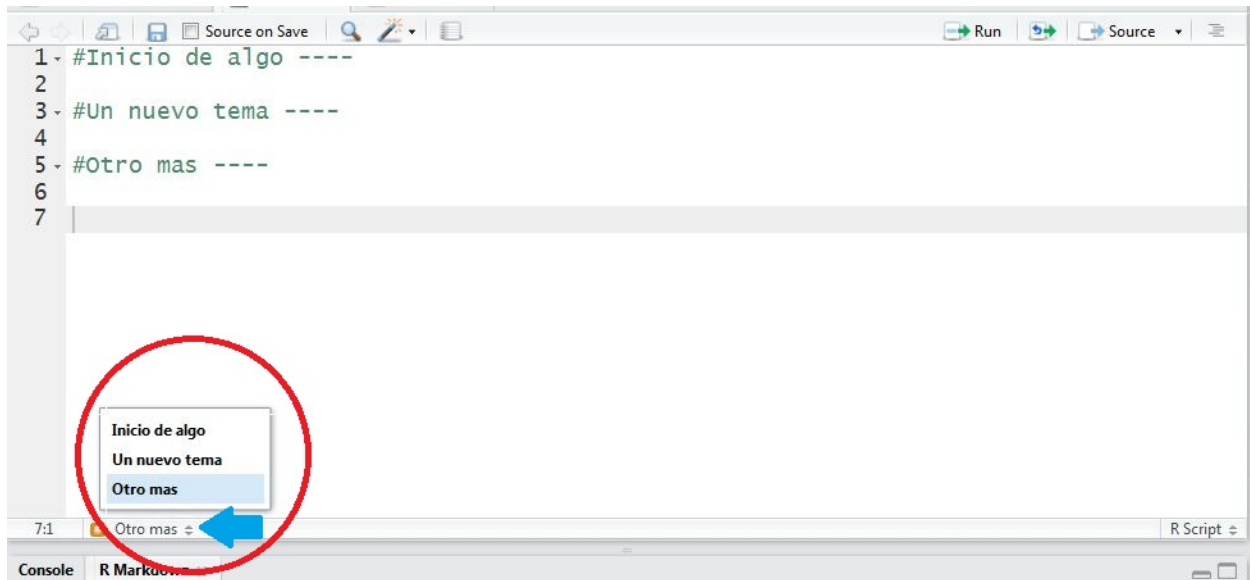 Source on Save Run Source
1 #Inicio de algo ----
2
3 #Un nuevo tema ----
4
5 #Otro mas ----
6
7
Inicio de algo
Un nuevo tema
Otro mas
7:1 Otro mas R Script
Console R Markdown